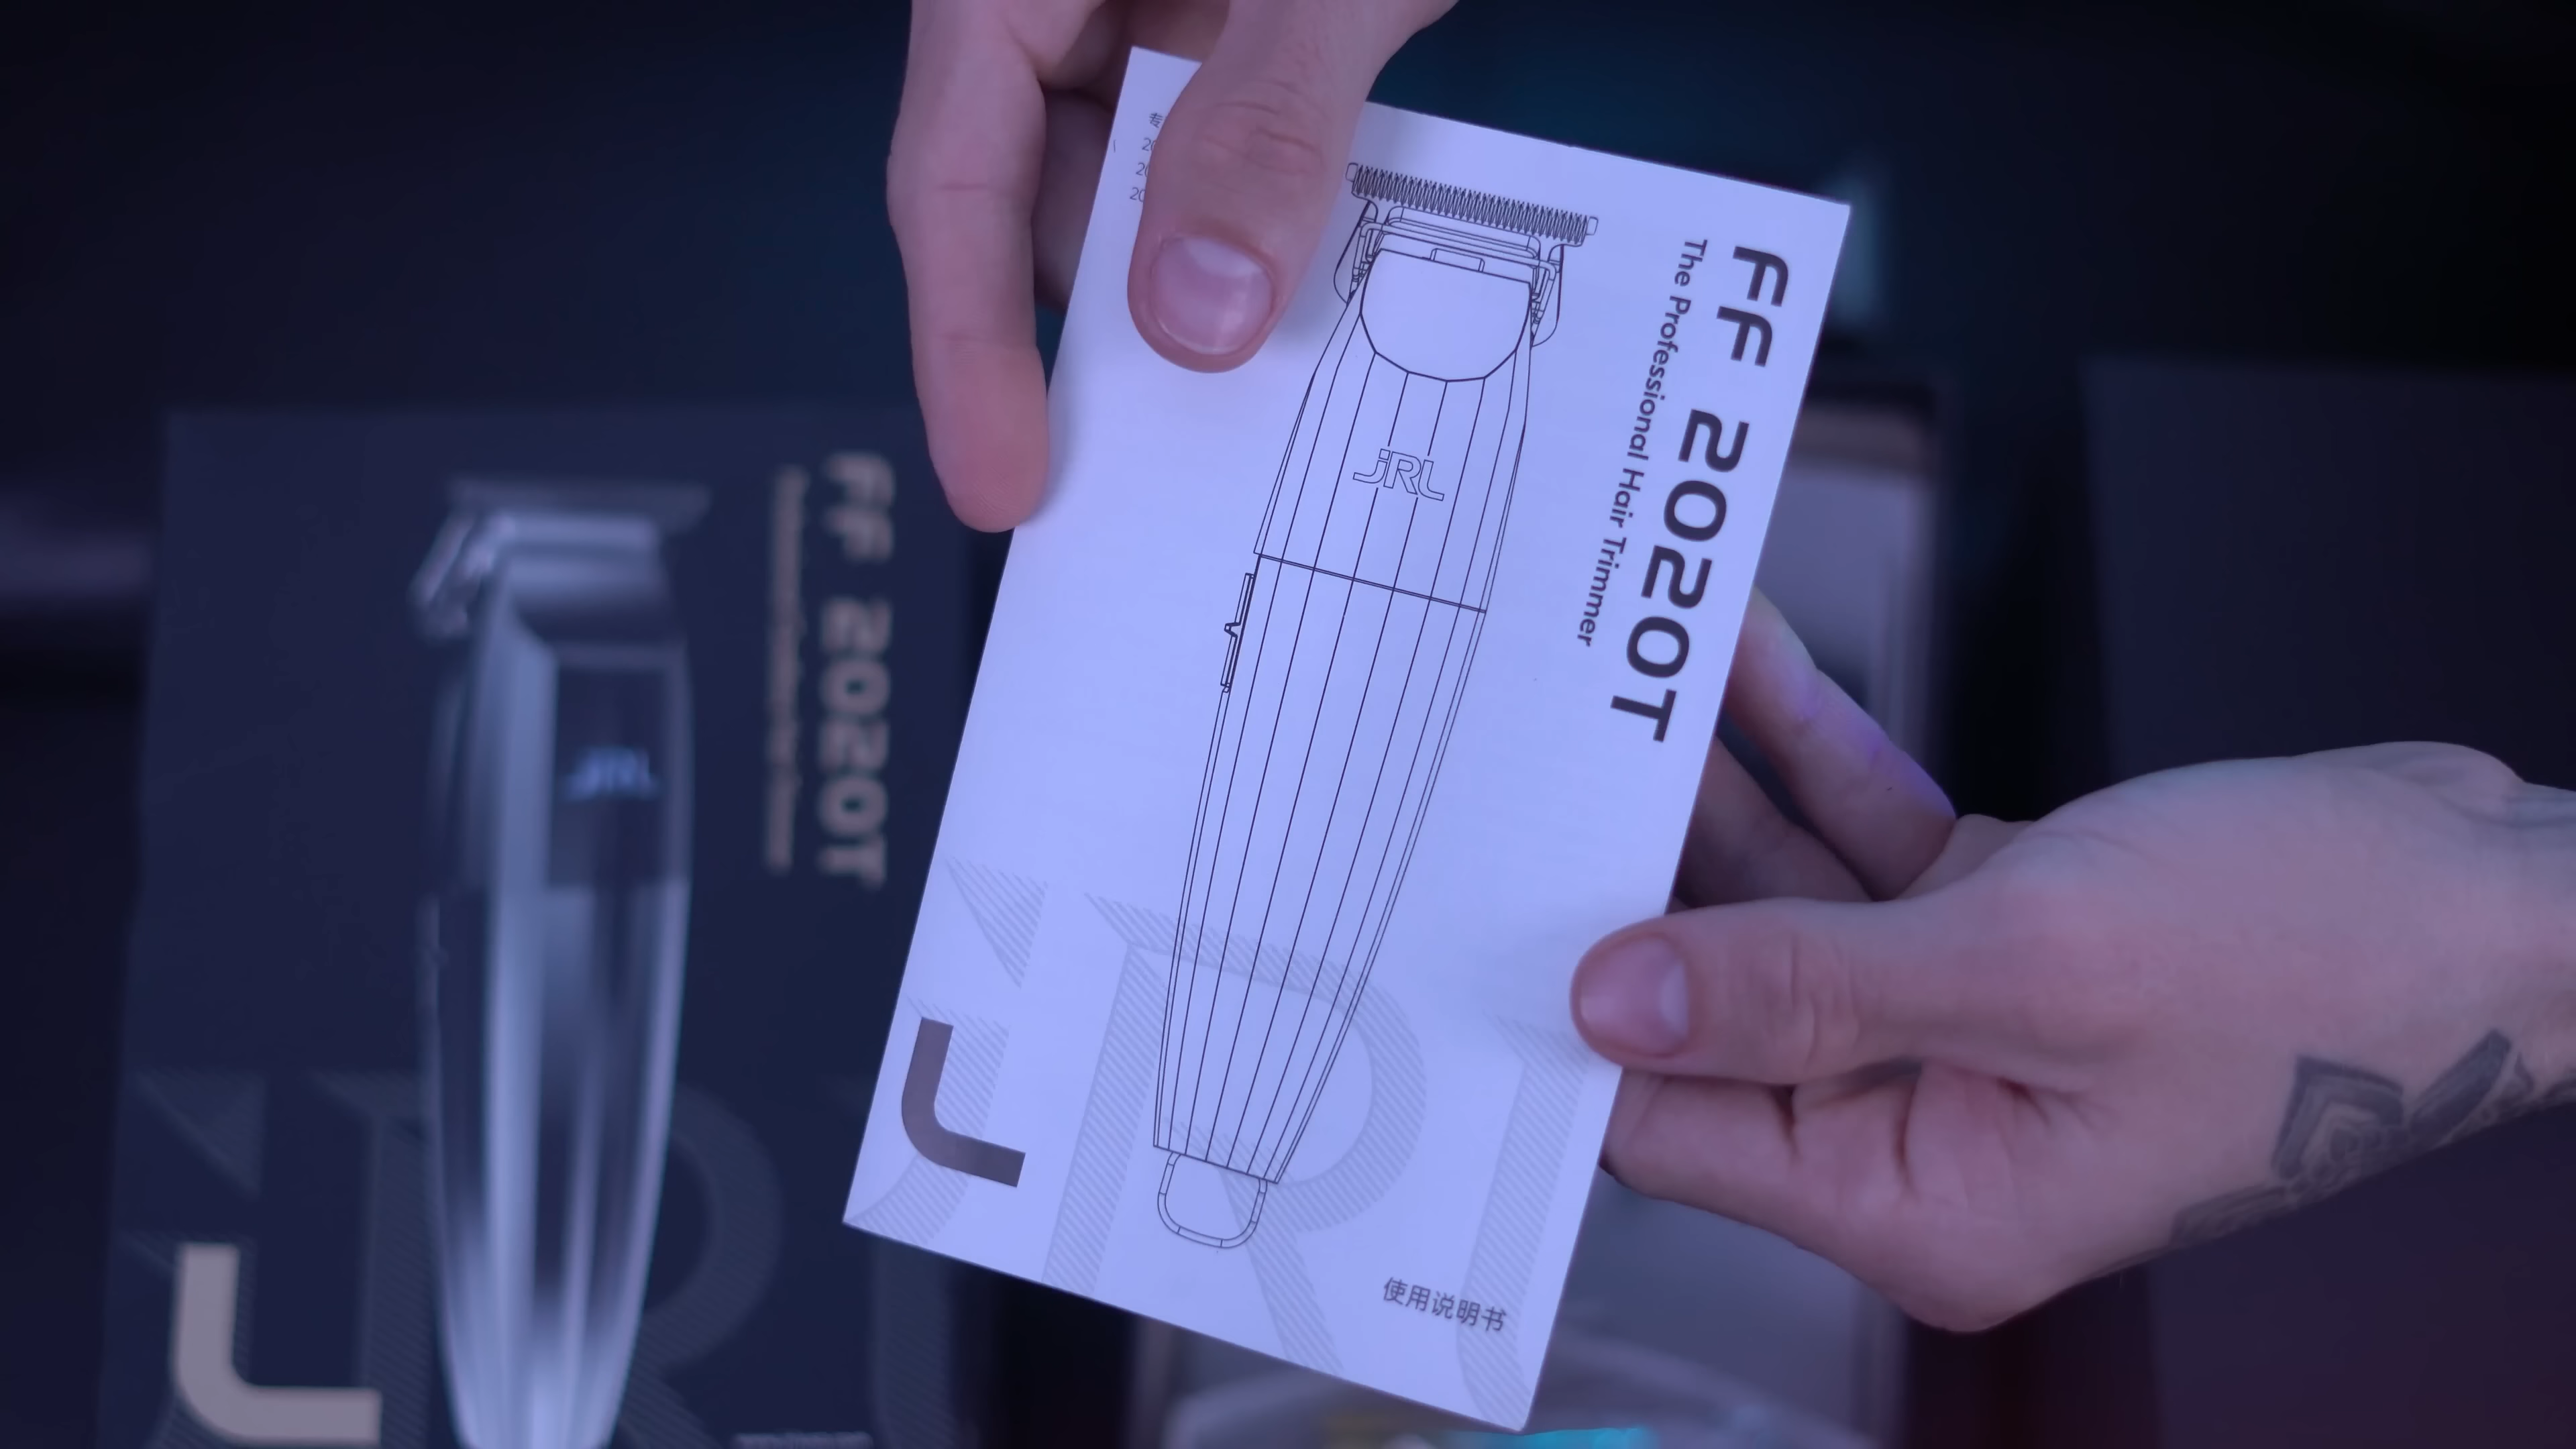 FF 2020T
The Professional Hair Trimmer
JRL
使用说明书
FF 2020T
JRL